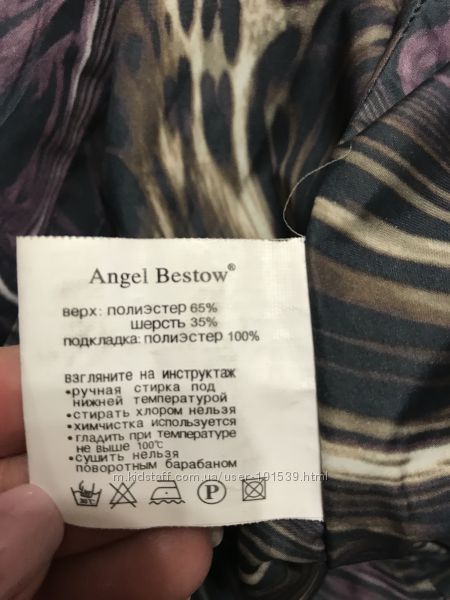 Angel Bestow®
верх: полиэстер 65%
шерсть 35%
подкладка: полиэстер 100%
взгляните на инструктаж
•ручная стирка под
нижней температурой
•стирать хлором нельзя
•химчистка используется
•гладить при температуре
не выше 100℃
•сушить нельзя
поворотным барабаном
m.kidstaff.com.ua/user-191539.html
P